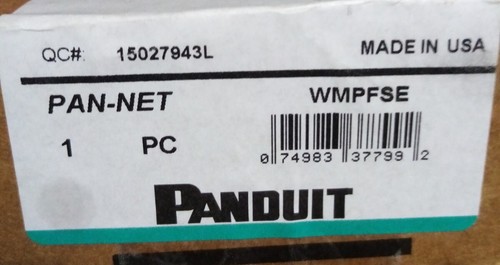 QC#: 15027943L MADE IN USA
PAN-NET WMPFSE
1 PC
0 74983 37799 2
PANDUIT